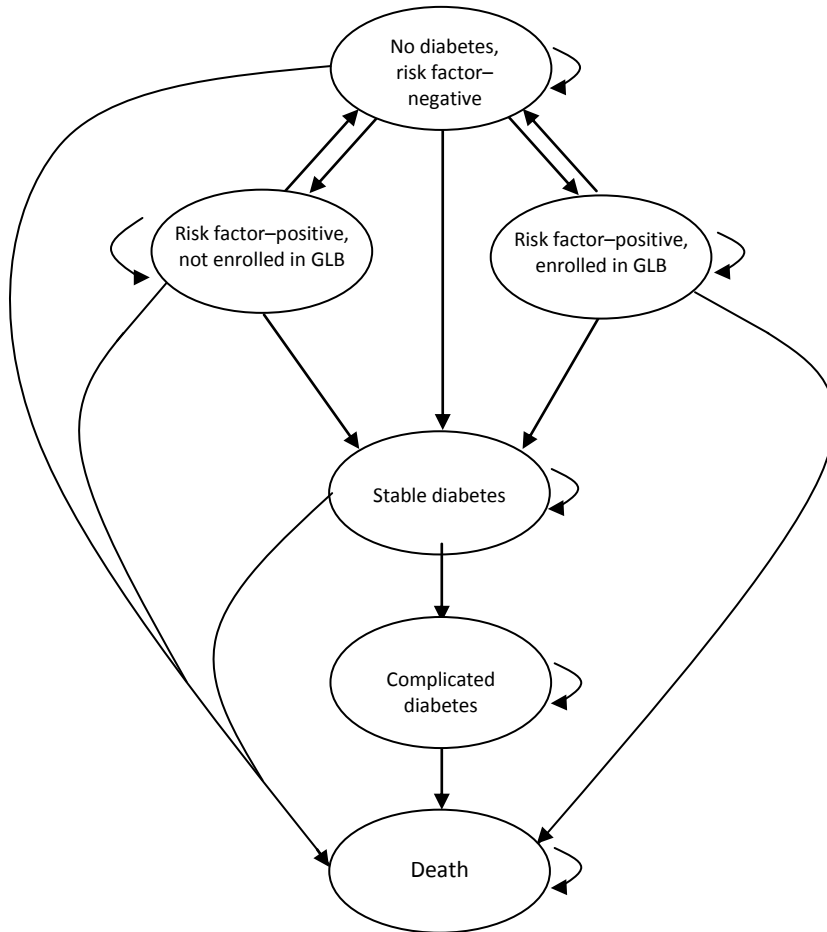 No diabetes,
risk factor–
negative
Risk factor–positive,
not enrolled in GLB
Risk factor–positive,
enrolled in GLB
Stable diabetes
Complicated
diabetes
Death